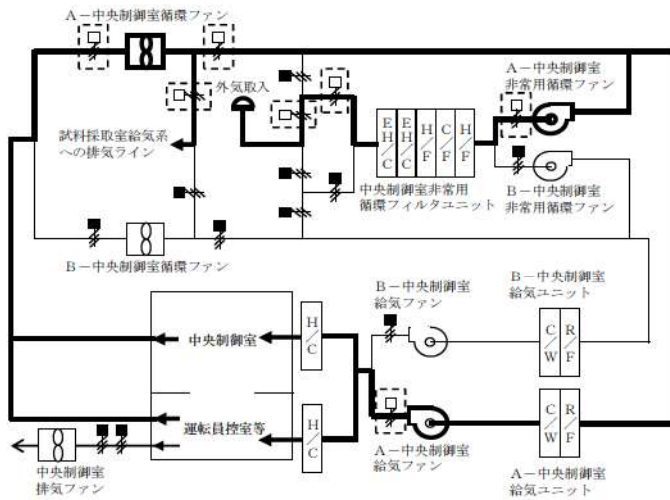 A－中央制御室循環ファン
外気取入
A－中央制御室
非常用循環ファン
試料採取室給気系
への排気ライン
E
H
／
C
E
H
／
C
H
／
F
C
／
F
H
／
F
中央制御室非常用
循環フィルタユニット
B－中央制御室
非常用循環ファン
B－中央制御室循環ファン
B－中央制御室
給気ファン
B－中央制御室
給気ユニット
中央制御室
H
／
C
C
／
W
R
／
F
運転員控室等
H
／
C
C
／
W
R
／
F
中央制御室
排気ファン
A－中央制御室
給気ファン
A－中央制御室
給気ユニット